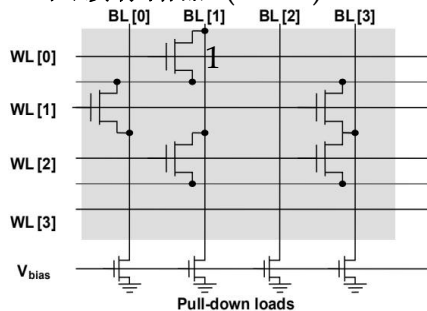 BL [0] BL [1] BL [2] BL [3]
WL [0] 1
WL [1]
WL [2]
WL [3]
Vbias
Pull-down loads